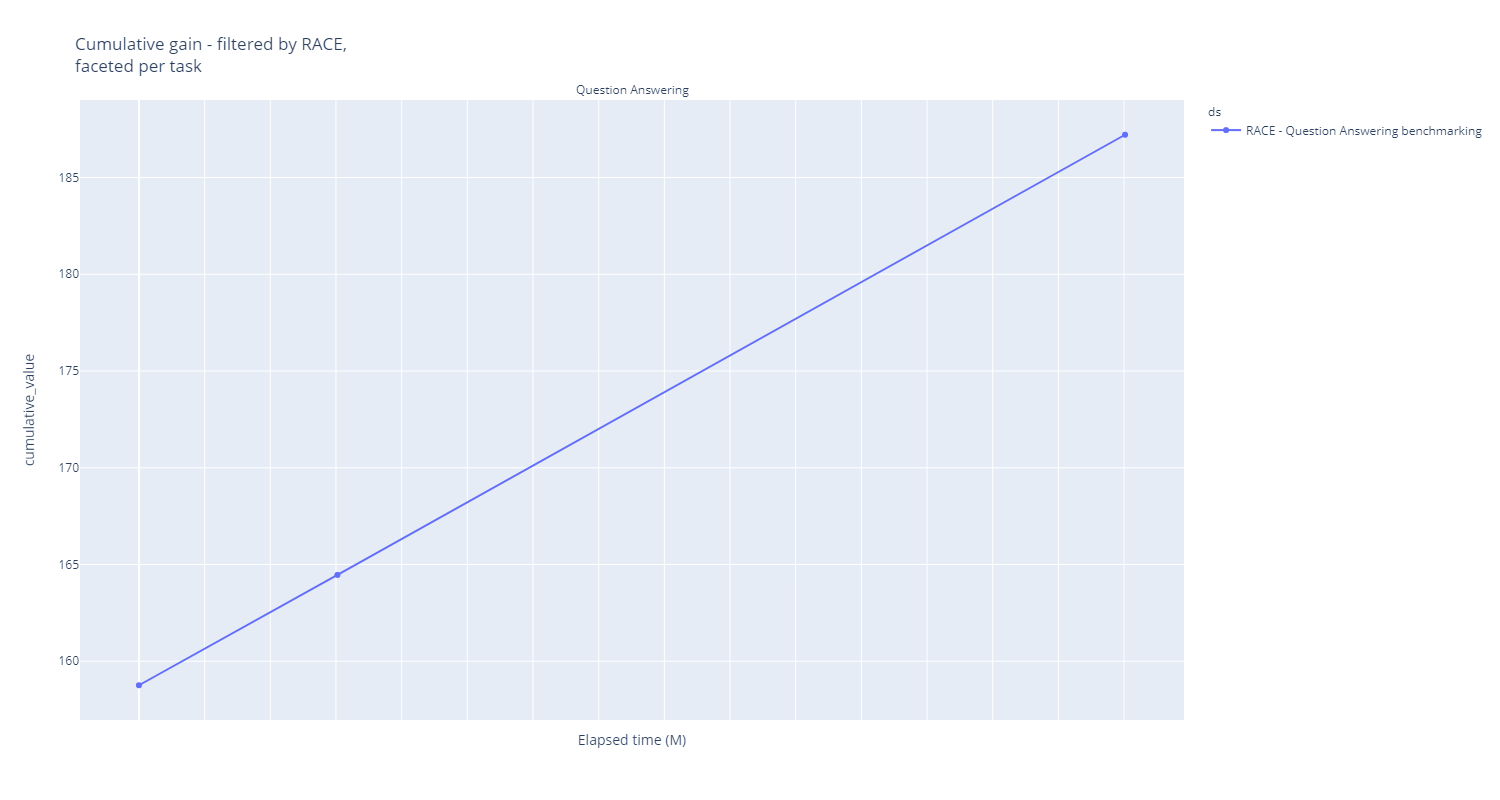 Cumulative gain - filtered by RACE,
faceted per task
Question Answering
ds
RACE - Question Answering benchmarking
185
180
175
170
165
160
cumulative_value
Elapsed time (M)